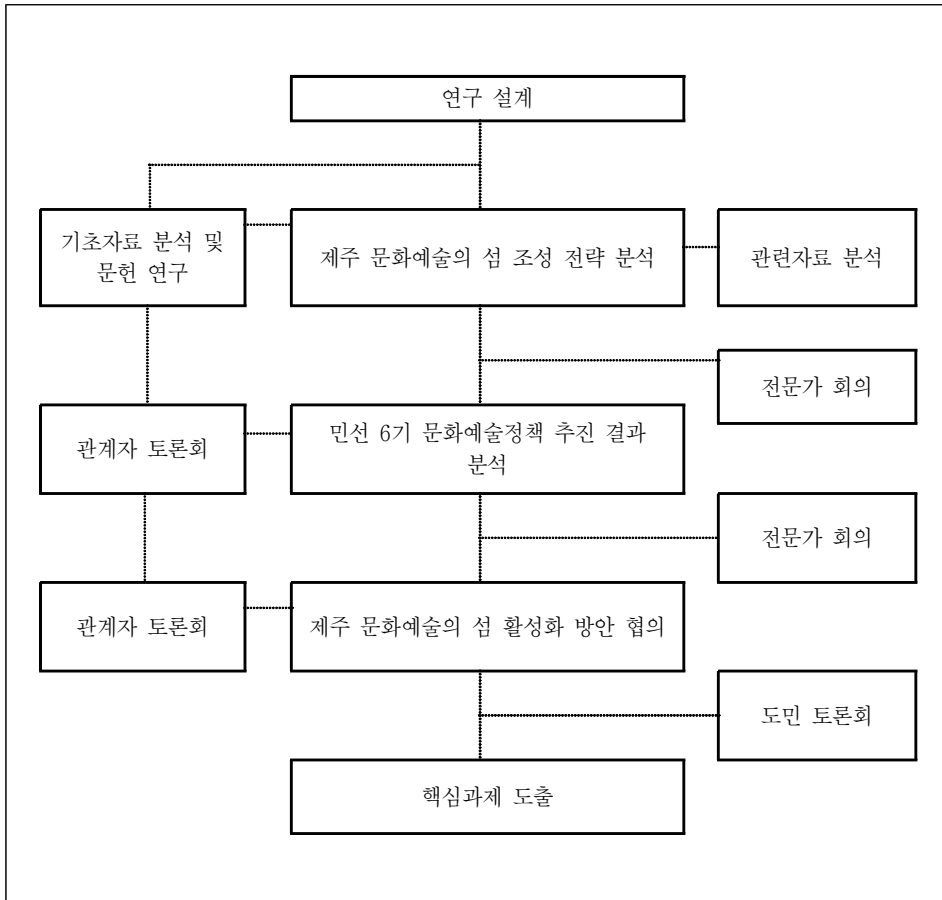 연구 설계
기초자료 분석 및
문헌 연구
제주 문화예술의 섬 조성 전략 분석
관련자료 분석
전문가 회의
관계자 토론회
민선 6기 문화예술정책 추진 결과
분석
전문가 회의
관계자 토론회
제주 문화예술의 섬 활성화 방안 협의
도민 토론회
핵심과제 도출